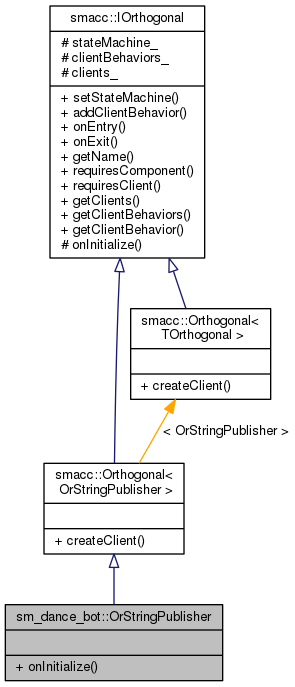 smacc::IOrthogonal
# stateMachine_
# clientBehaviors_
# clients_
+ setStateMachine()
+ addClientBehavior()
+ onEntry()
+ onExit()
+ getName()
+ requiresComponent()
+ requiresClient()
+ getClients()
+ getClientBehaviors()
+ getClientBehavior()
# onInitialize()
smacc::Orthogonal<
TOrthogonal >
+ createClient()
< OrStringPublisher >
smacc::Orthogonal<
OrStringPublisher >
+ createClient()
sm_dance_bot::OrStringPublisher
+ onInitialize()